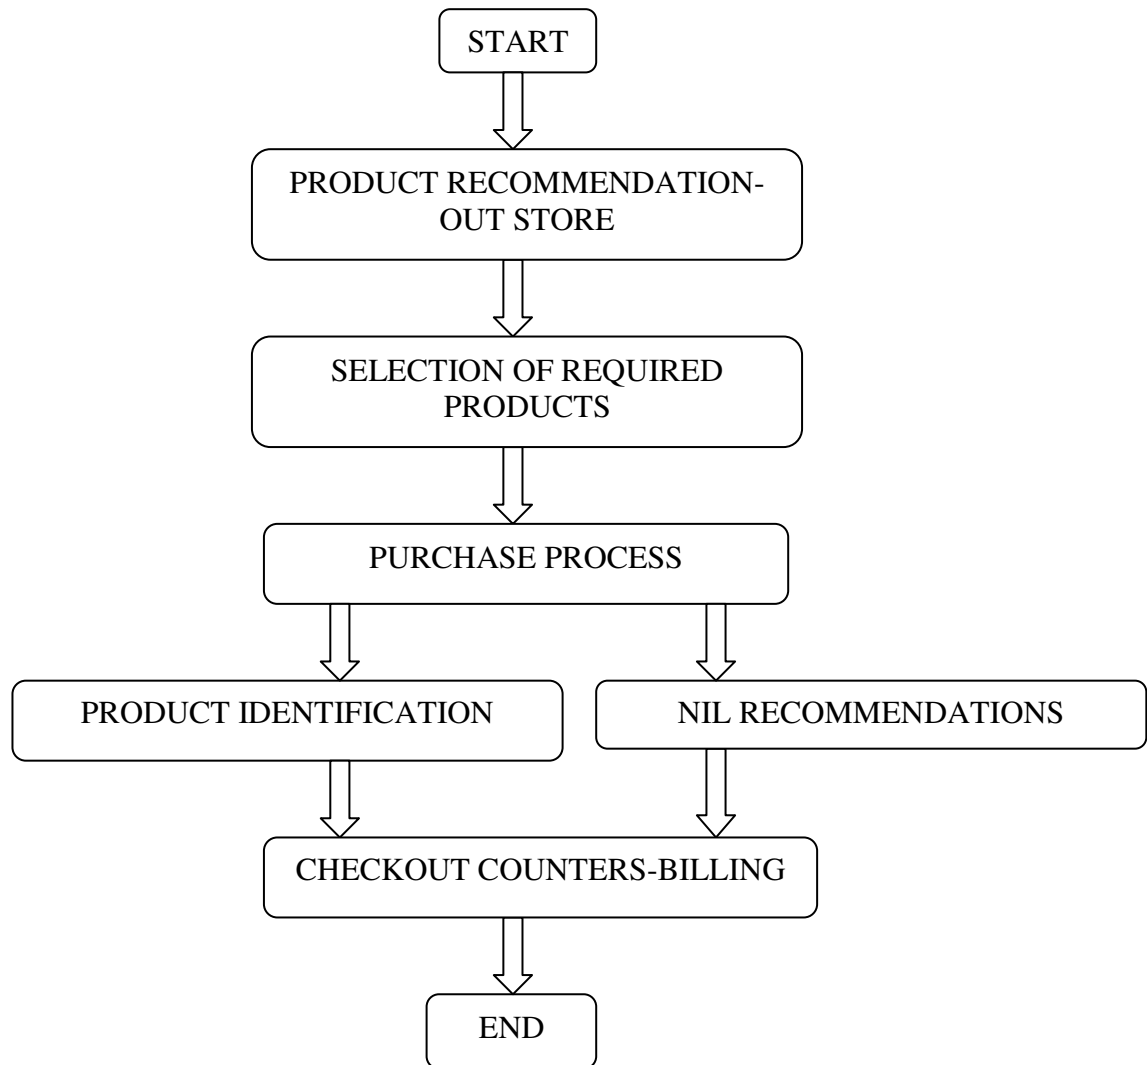 START
PRODUCT RECOMMENDATION-
OUT STORE
SELECTION OF REQUIRED
PRODUCTS
PURCHASE PROCESS
PRODUCT IDENTIFICATION
NIL RECOMMENDATIONS
CHECKOUT COUNTERS-BILLING
END